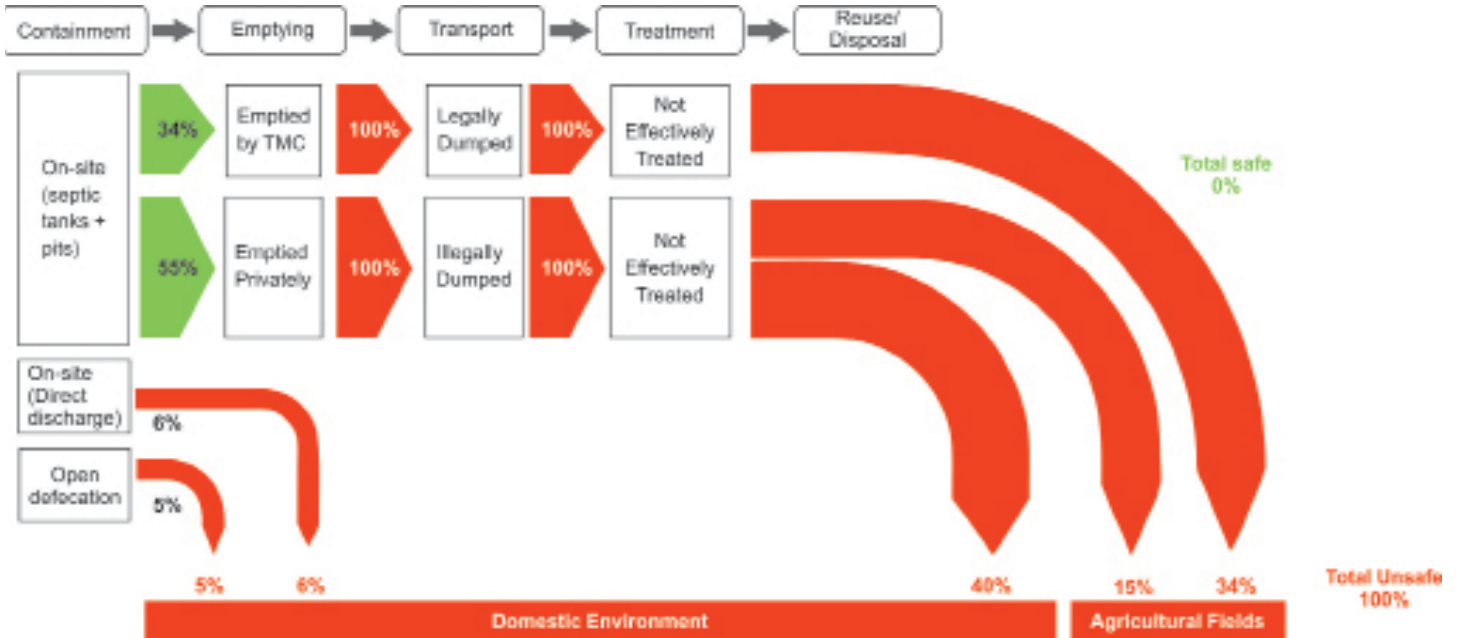 Containment
Emptying
Transport
Treatment
Reuse/
Disposal
On-site
(septic
tanks +
pits)
34%
Emptied
by TMC
100%
Legally
Dumped
100%
Not
Effectively
Treated
Total safe
0%
55%
Emptied
Privately
100%
Illegally
Dumped
100%
Not
Effectively
Treated
On-site
(Direct
discharge)
6%
Open
defecation
5%
5%
6%
40%
15%
34%
Total Unsafe
100%
Domestic Environment
Agricultural Fields